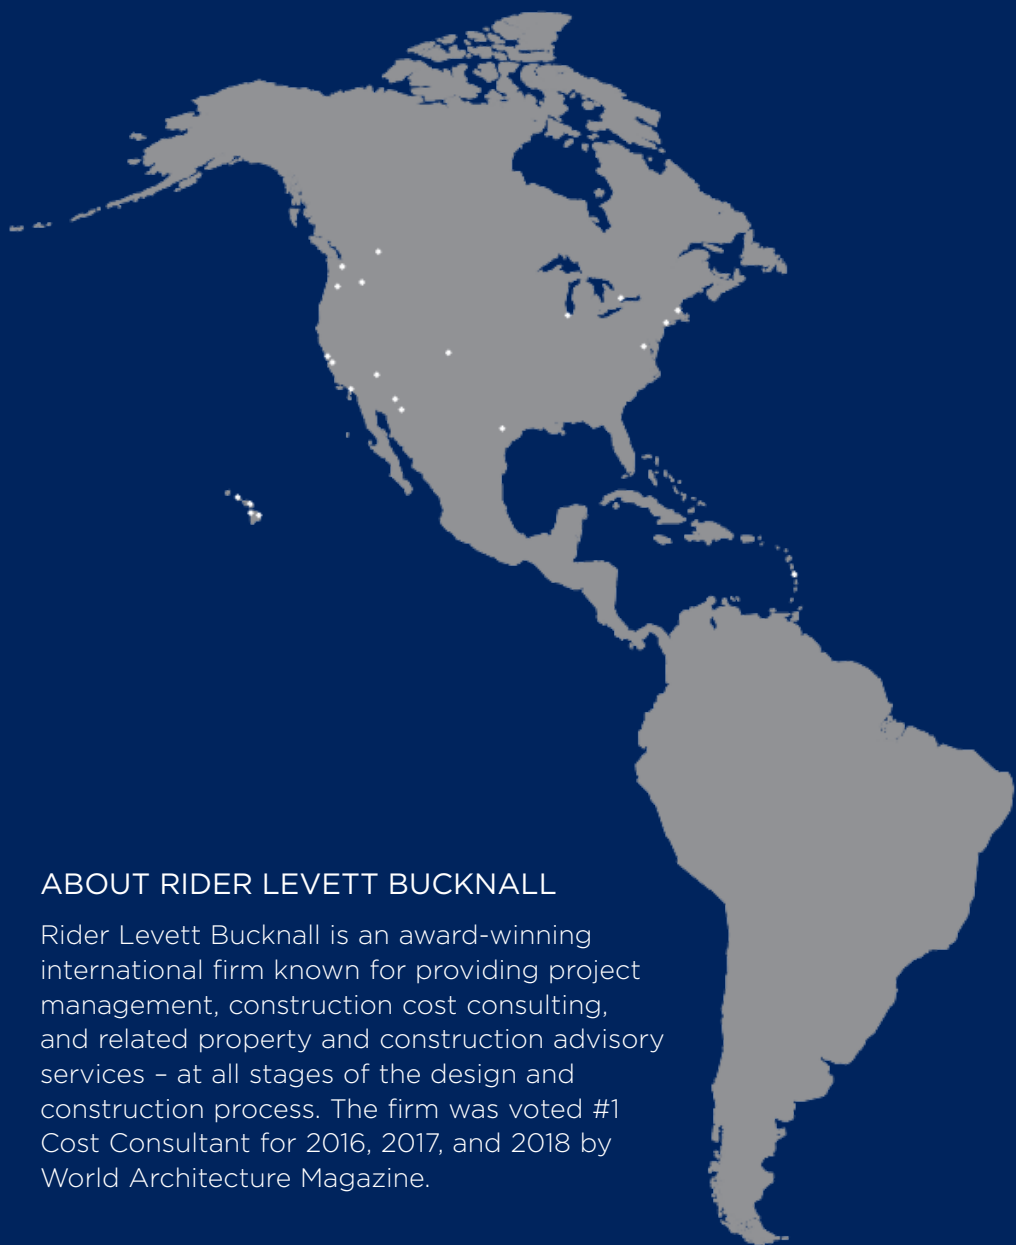 ABOUT RIDER LEVETT BUCKNALL
Rider Levett Bucknall is an award-winning
international firm known for providing project
management, construction cost consulting,
and related property and construction advisory
services – at all stages of the design and
construction process. The firm was voted #1
Cost Consultant for 2016, 2017, and 2018 by
World Architecture Magazine.